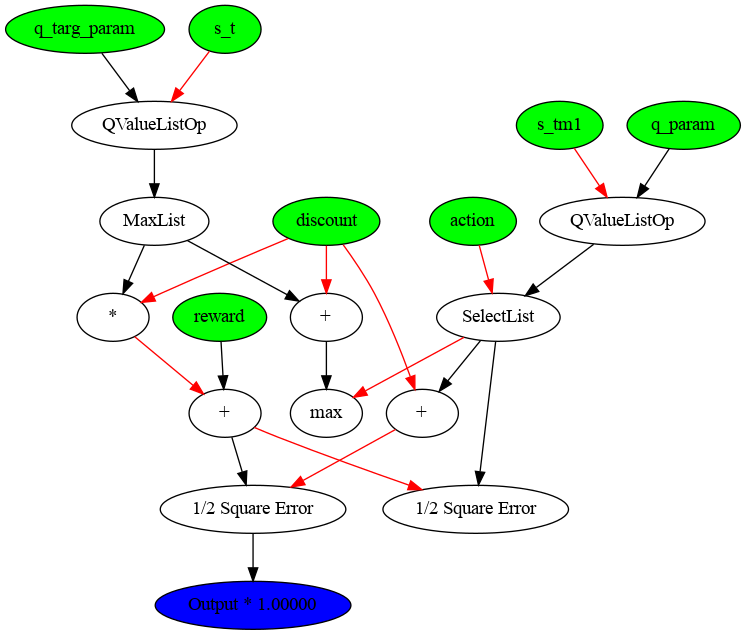 q_targ_param
s_t
QValueListOp
s_tm1
q_param
MaxList
discount
action
QValueListOp
*
reward
+
SelectList
+
max
+
1/2 Square Error
1/2 Square Error
Output * 1.00000